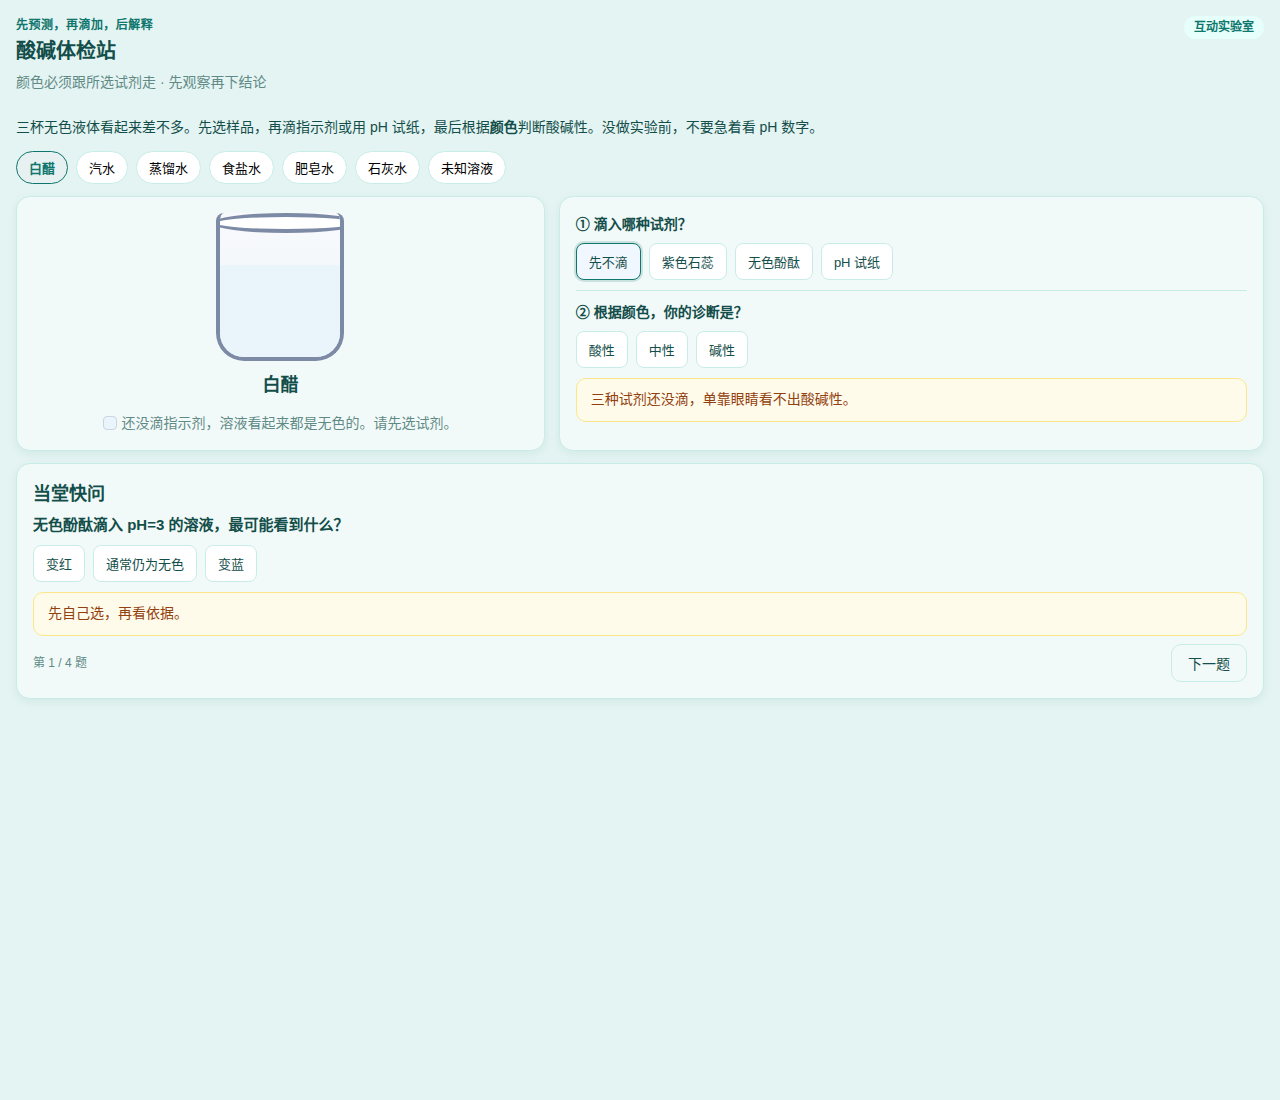 先预测，再滴加，后解释
互动实验室
酸碱体检站
颜色必须跟所选试剂走 · 先观察再下结论
三杯无色液体看起来差不多。先选样品，再滴指示剂或用 pH 试纸，最后根据颜色判断酸碱性。没做实验前，不要急着看 pH 数字。
白醋 汽水 蒸馏水 食盐水 肥皂水 石灰水 未知溶液
白醋
还没滴指示剂，溶液看起来都是无色的。请先选试剂。
① 滴入哪种试剂？
先不滴 紫色石蕊 无色酚酞 pH 试纸
② 根据颜色，你的诊断是？
酸性 中性 碱性
三种试剂还没滴，单靠眼睛看不出酸碱性。
当堂快问
无色酚酞滴入 pH=3 的溶液，最可能看到什么？
变红 通常仍为无色 变蓝
先自己选，再看依据。
第 1 / 4 题
下一题